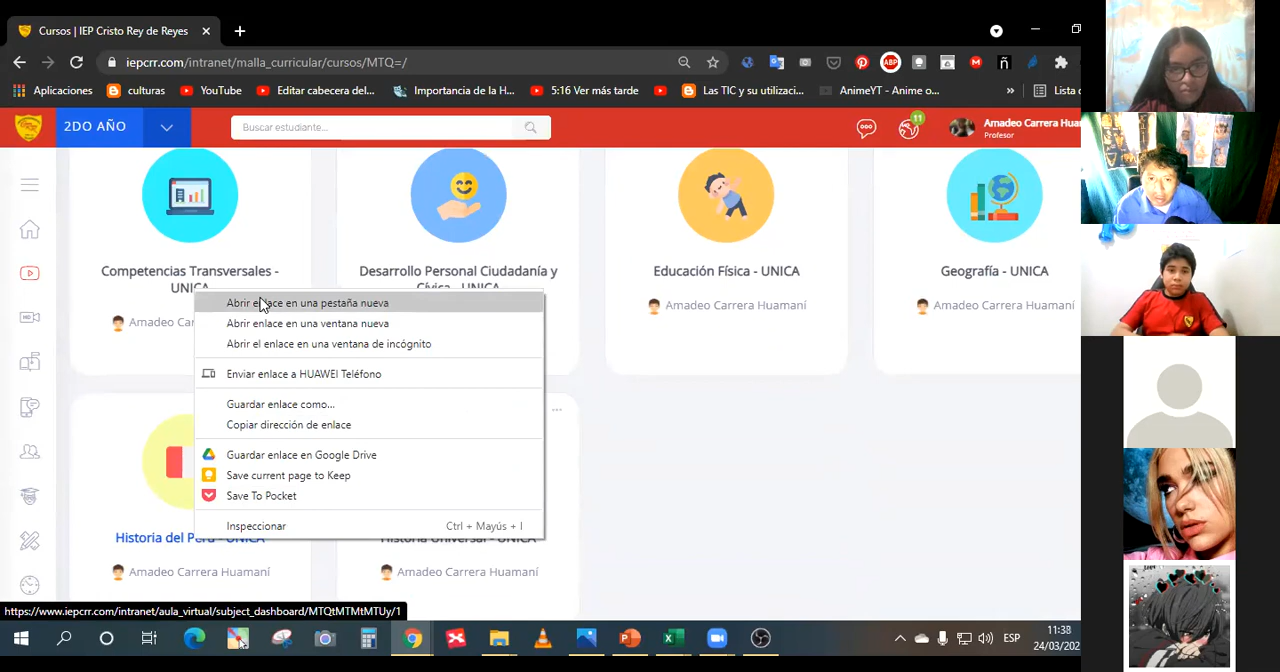 Cursos | IEP Cristo Rey de Reyes
iepcrr.com/intranet/malla_curricular/cursos/MTQ=/
ABP
M
ñ
Aplicaciones
culturas
YouTube
Editar cabecera del...
Importancia de la H...
5:16 Ver más tarde
Las TIC y su utilizaci...
AnimeYT - Anime o...
»
Lista d
2DO AÑO
Buscar estudiante...
11
Amadeo Carrera Huamaní
Profesor
Competencias Transversales -
UNICA
Amadeo Car
Desarrollo Personal Ciudadanía y
Cívica - UNICA
Educación Física - UNICA
Amadeo Carrera Huamaní
Geografía - UNICA
Amadeo Carrera Huamaní
Abrir enlace en una pestaña nueva
Abrir enlace en una ventana nueva
Abrir el enlace en una ventana de incógnito
Enviar enlace a HUAWEI Teléfono
Guardar enlace como...
Copiar dirección de enlace
Guardar enlace en Google Drive
Save current page to Keep
Save To Pocket
Inspeccionar
Ctrl + Mayús + I
Historia del Perú - UNICA
Amadeo Carrera Huamaní
Historia Universal - UNICA
Amadeo Carrera Huamaní
https://www.iepcrr.com/intranet/aula_virtual/subject_dashboard/MTQtMTMtMTUy/1
ESP
11:38
24/03/202